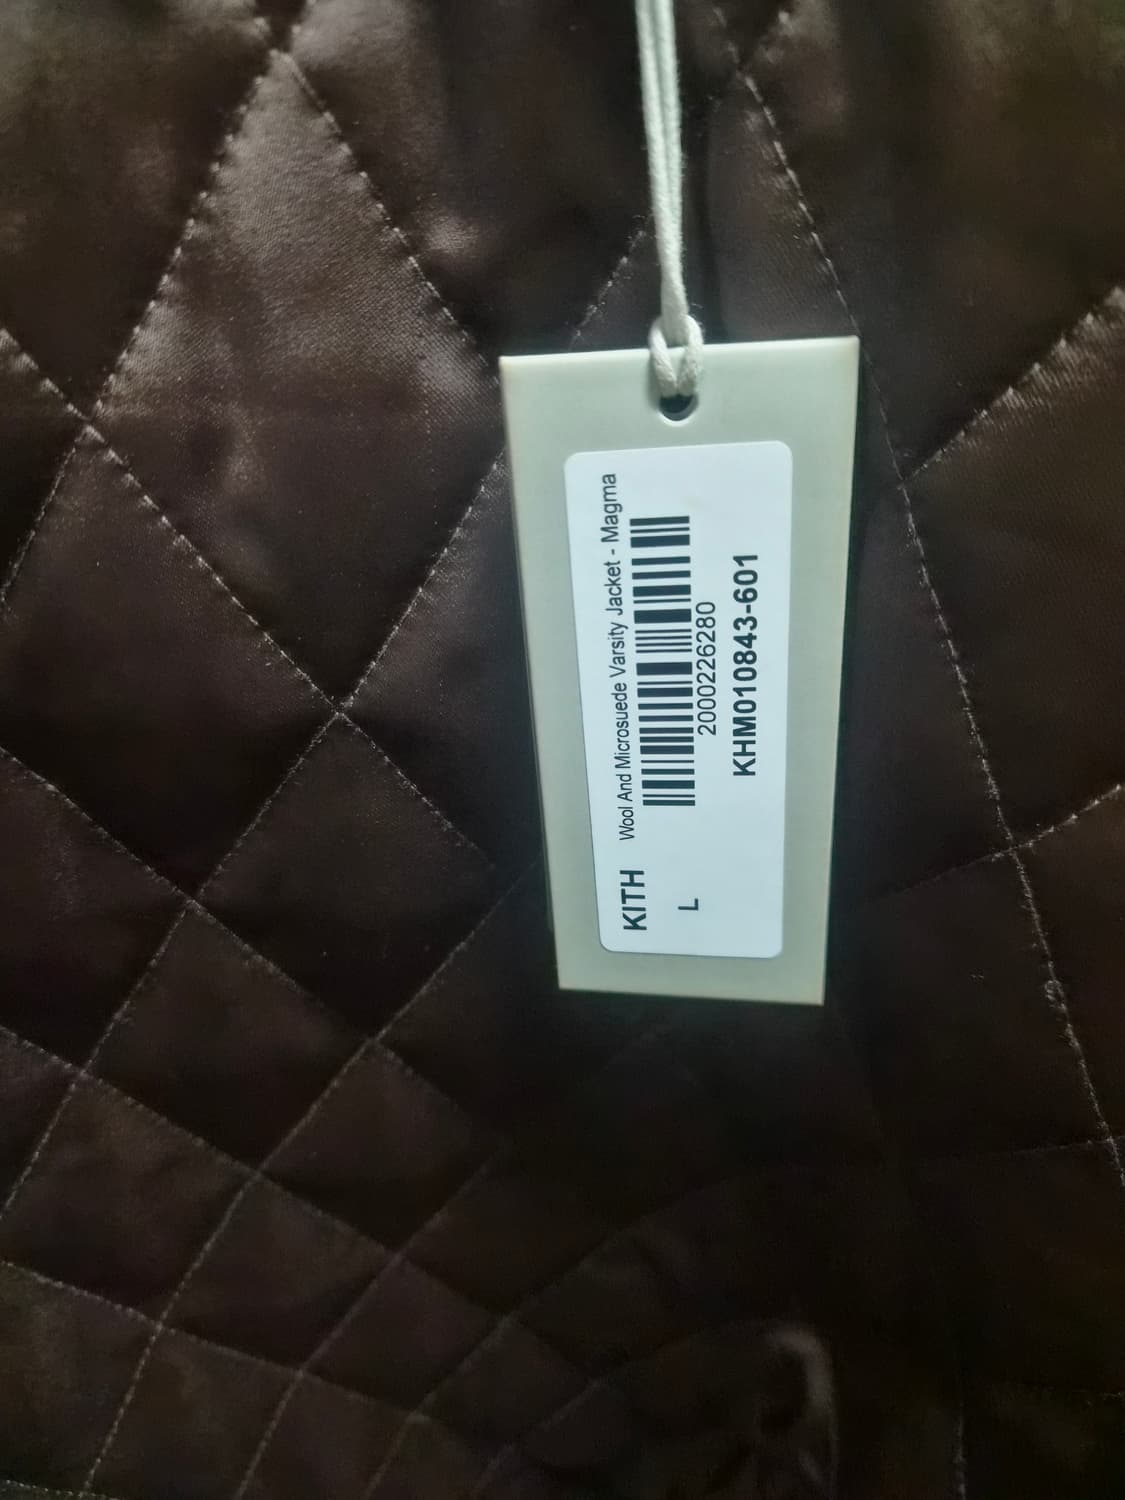 KITH Wool And Microsuede Varsity Jacket - Magma
L
2000226280
KHM010843-601